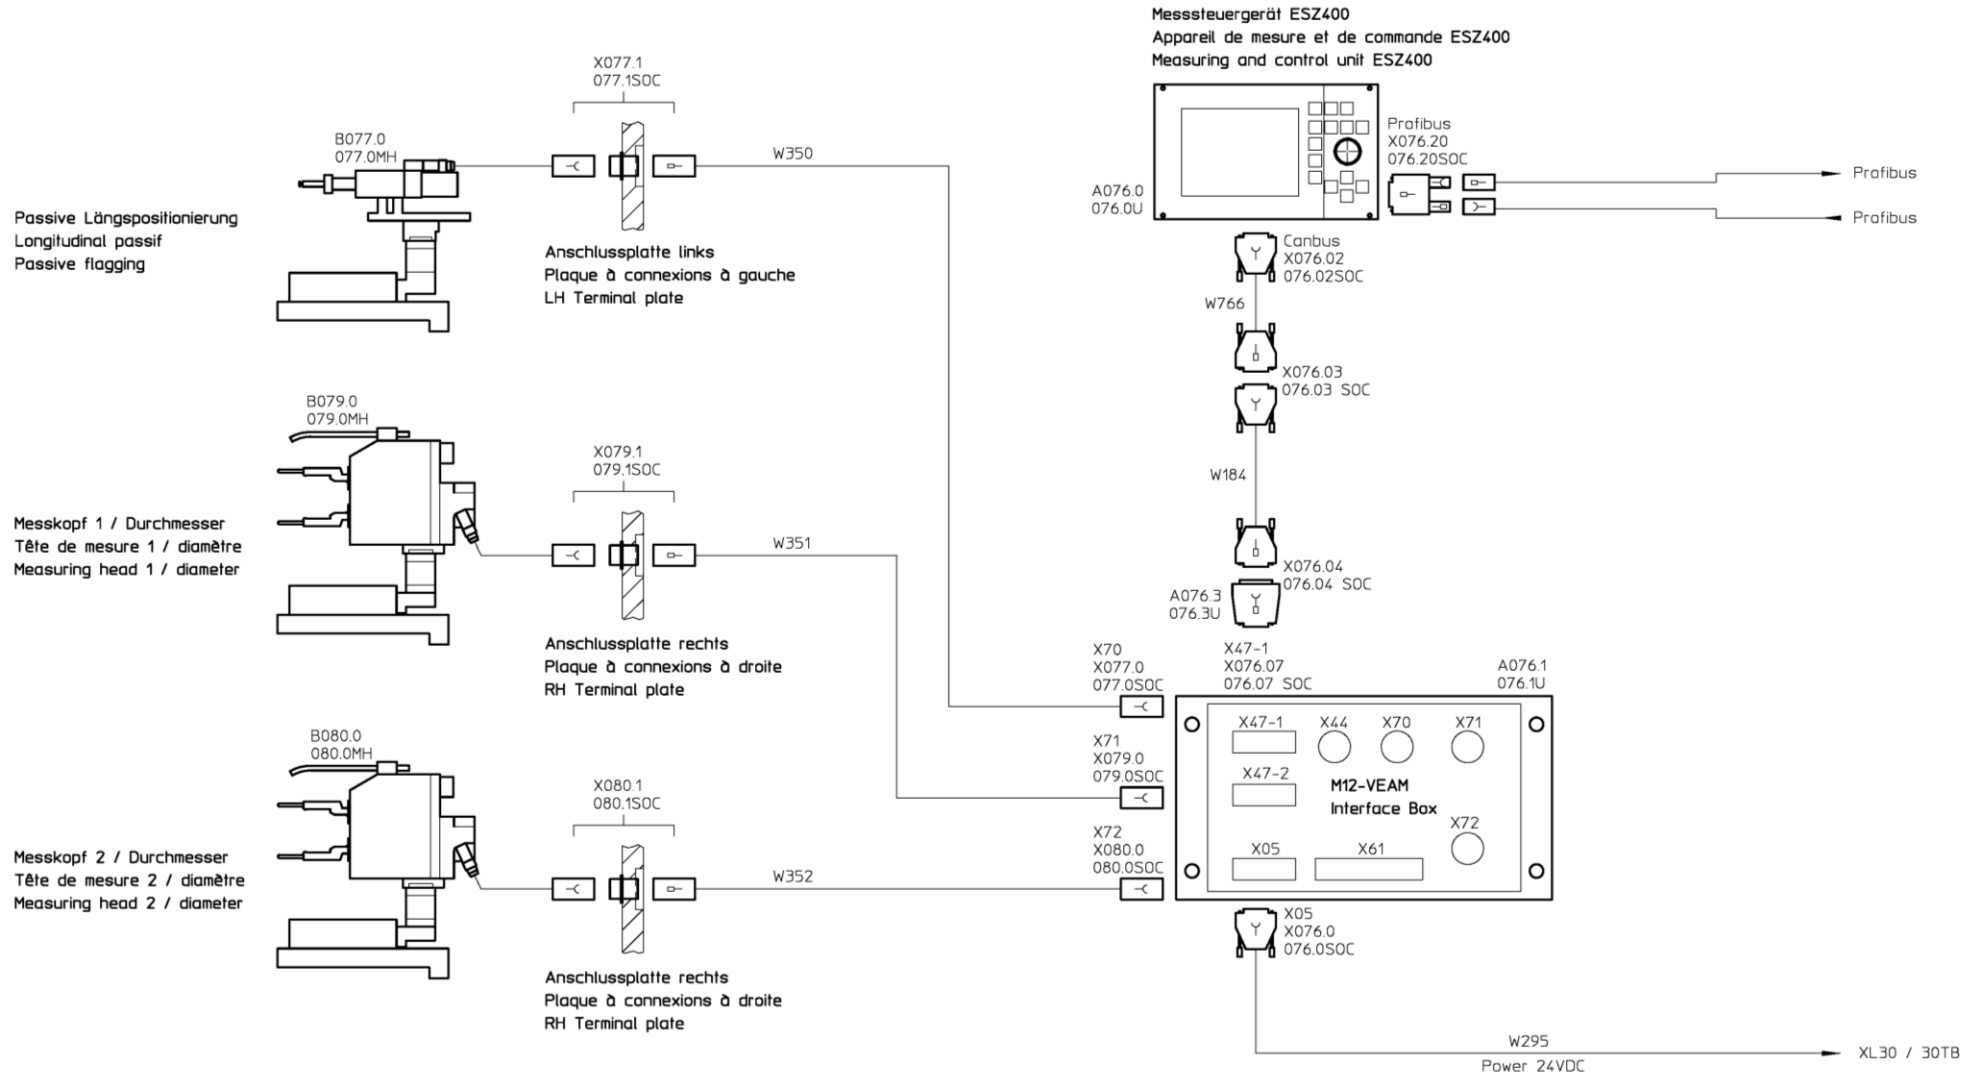 Messsteuergerät ESZ400
Appareil de mesure et de commande ESZ400
Measuring and control unit ESZ400
X077.1
077.1SOC
B077.0
077.0MH
W350
Profibus
X076.20
076.20SOC
A076.0
076.0U
Profibus
Profibus
Passive Längspositionierung
Longitudinal passif
Passive flagging
Anschlussplatte links
Plaque à connexions à gauche
LH Terminal plate
Canbus
X076.02
076.02SOC
W766
X076.03
076.03 SOC
B079.0
079.0MH
X079.1
079.1SOC
W184
Messkopf 1 / Durchmesser
Tête de mesure 1 / diamètre
Measuring head 1 / diameter
W351
X076.04
076.04 SOC
A076.3
076.3U
Anschlussplatte rechts
Plaque à connexions à droite
RH Terminal plate
X70
X077.0
077.0SOC
X47-1
X076.07
076.07 SOC
A076.1
076.1U
X47-1
X44
X70
X71
X71
X079.0
079.0SOC
X47-2
M12-VEAM
Interface Box
B080.0
080.0MH
X080.1
080.1SOC
X72
X72
X080.0
080.0SOC
X05
X61
Messkopf 2 / Durchmesser
Tête de mesure 2 / diamètre
Measuring head 2 / diameter
W352
X05
X076.0
076.0SOC
Anschlussplatte rechts
Plaque à connexions à droite
RH Terminal plate
W295
Power 24VDC
XL30 / 30TB